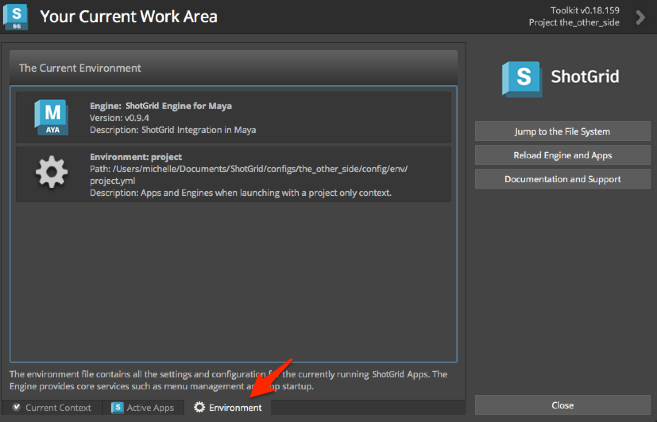 Your Current Work Area
Toolkit v0.18.159
Project the_other_side
The Current Environment
Engine: ShotGrid Engine for Maya
Version: v0.9.4
Description: ShotGrid Integration in Maya
Environment: project
Path: /Users/michelle/Documents/ShotGrid/configs/the_other_side/config/env/
project.yml
Description: Apps and Engines when launching with a project only context.
The environment file contains all the settings and configuration for the currently running ShotGrid Apps. The
Engine provides core services such as menu management and app startup.
Current Context
S Active Apps
Environment
S ShotGrid
Jump to the File System
Reload Engine and Apps
Documentation and Support
Close
S
SG
M
AYA